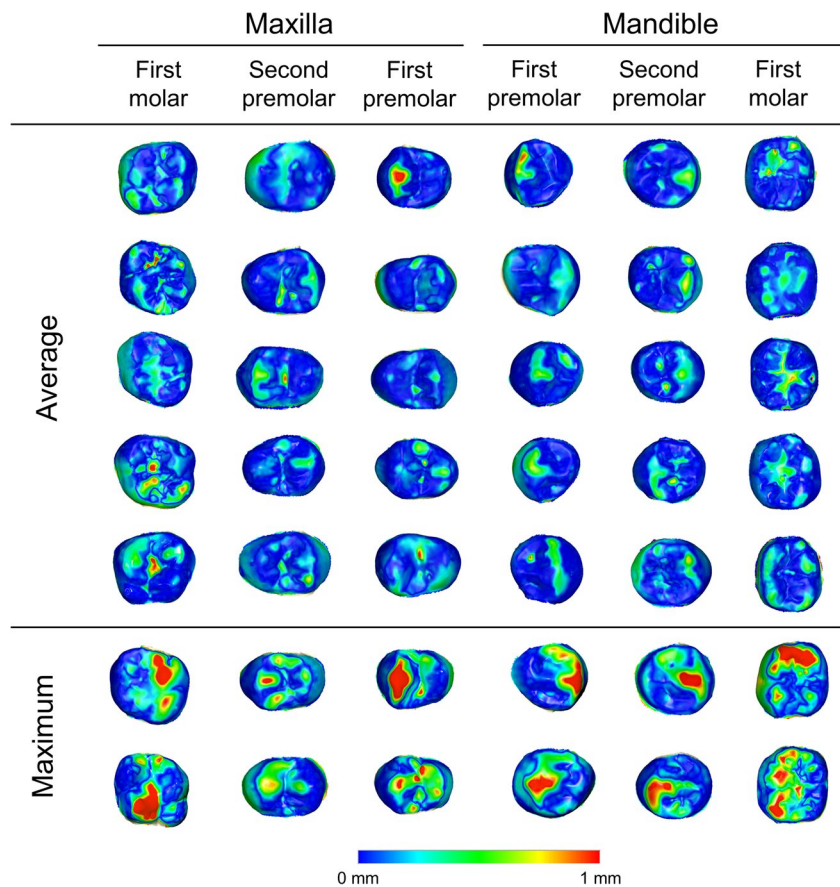 Maxilla Mandible
First molar Second premolar First premolar First premolar Second premolar First molar
Average
Maximum
0 mm 1 mm